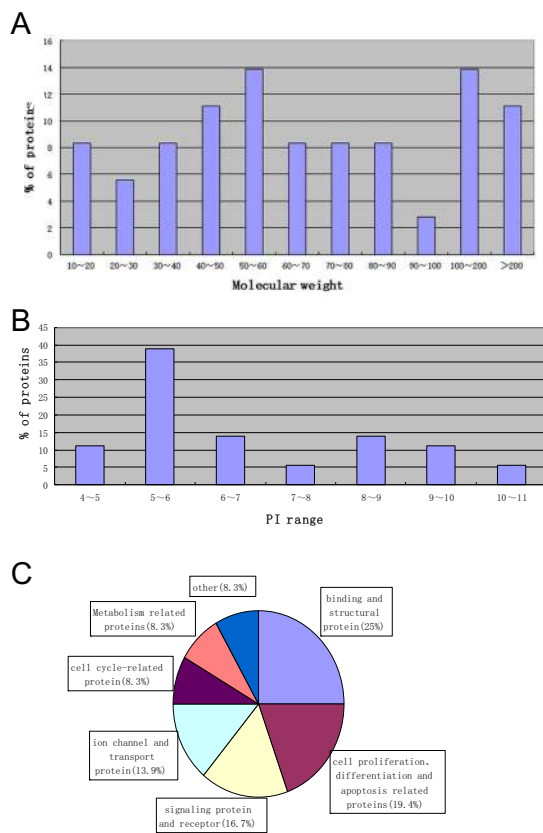 A
16
14
12
10
8
6
4
2
0
% of protein
10～20 20～30 30～40 40～50 50～60 60～70 70～80 80～90 90～100 100～200 ＞200
Molecular weight
B
45
40
35
30
25
20
15
10
5
0
% of proteins
4～5 5～6 6～7 7～8 8～9 9～10 10～11
PI range
C
other(8.3%)
binding and
structural
protein(25%)
Metabolism related
proteins(8.3%)
cell cycle-related
protein(8.3%)
ion channel and
transport
protein(13.9%)
cell proliferation、
differentiation and
apoptosis related
proteins(19.4%)
signaling protein
and receptor(16.7%)